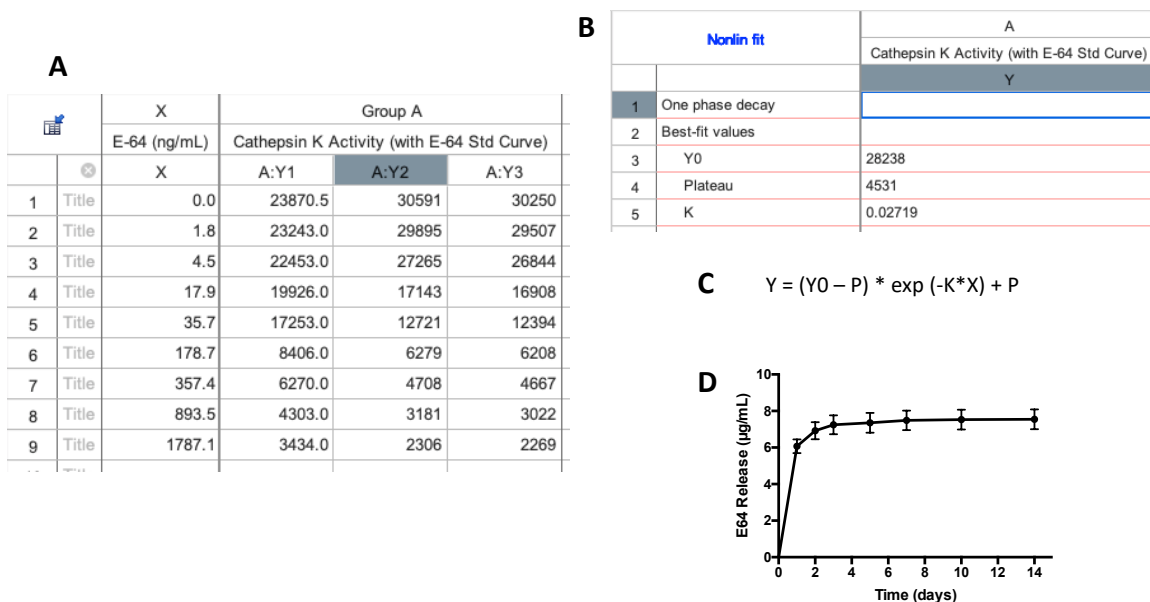 A
X Group A
E-64 (ng/mL) Cathepsin K Activity (with E-64 Std Curve)
X A:Y1 A:Y2 A:Y3
1 Title 0.0 23870.5 30591 30250
2 Title 1.8 23243.0 29895 29507
3 Title 4.5 22453.0 27265 26844
4 Title 17.9 19926.0 17143 16908
5 Title 35.7 17253.0 12721 12394
6 Title 178.7 8406.0 6279 6208
7 Title 357.4 6270.0 4708 4667
8 Title 893.5 4303.0 3181 3022
9 Title 1787.1 3434.0 2306 2269
B
Nonlin fit A
Cathepsin K Activity (with E-64 Std Curve)
Y
1 One phase decay
2 Best-fit values
3 Y0 28238
4 Plateau 4531
5 K 0.02719
C Y = (Y0 – P) * exp (-K*X) + P
D
E64 Release (µg/mL)
10
8
6
4
2
0
0 2 4 6 8 10 12 14
Time (days)